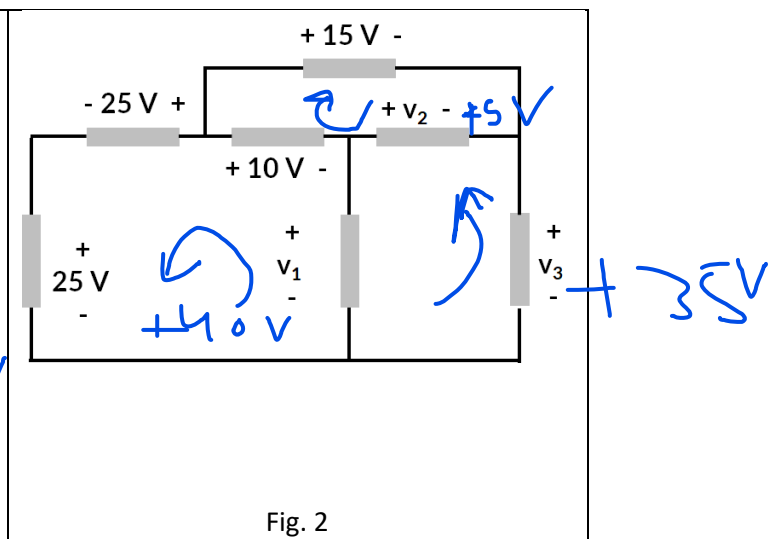 + 15 V -
- 25 V +
+ v₂ - +5 V
+ 10 V -
+
25 V
-
+
v₁
-
+
v₃
-
+ 35V
+40 V
Fig. 2